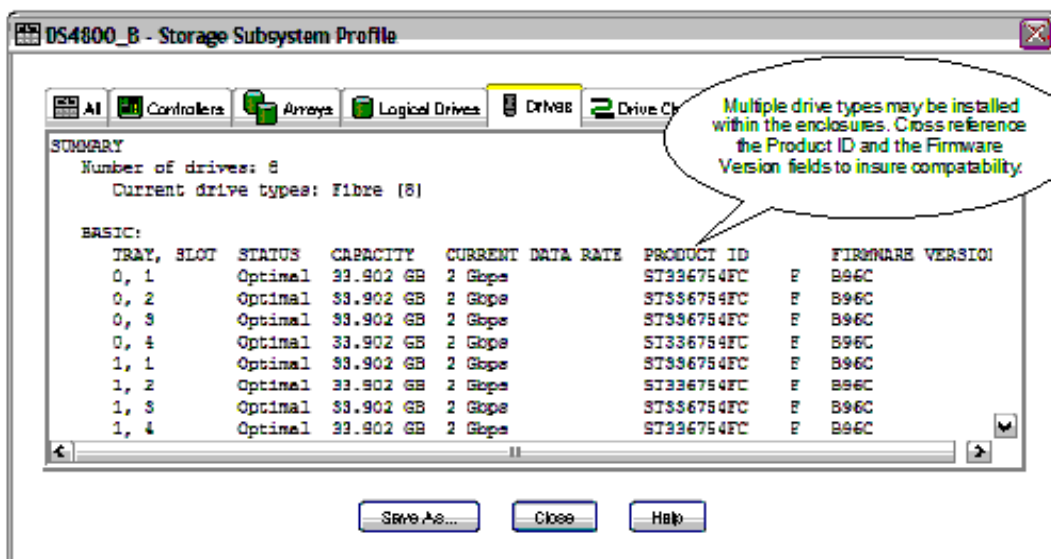 DS4800_B - Storage Subsystem Profile
All Controllers Arrays Logical Drives Drives Drive Ch
Multiple drive types may be installed
within the enclosures. Cross reference
the Product ID and the Firmware
Version fields to insure compatability.
SUMMARY
Number of drives: 8
Current drive types: Fibre (8)
BASIC:
TRAY, SLOT STATUS CAPACITY CURRENT DATA RATE PRODUCT ID FIRMWARE VERSION
0, 1 Optimal 33.902 GB 2 Gbps ST336754FC F B96C
0, 2 Optimal 33.902 GB 2 Gbps ST336754FC F B96C
0, 3 Optimal 33.902 GB 2 Gbps ST336754FC F B96C
0, 4 Optimal 33.902 GB 2 Gbps ST336754FC F B96C
1, 1 Optimal 33.902 GB 2 Gbps ST336754FC F B96C
1, 2 Optimal 33.902 GB 2 Gbps ST336754FC F B96C
1, 3 Optimal 33.902 GB 2 Gbps ST336754FC F B96C
1, 4 Optimal 33.902 GB 2 Gbps ST336754FC F B96C
Save As... Close Help